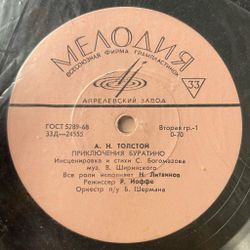 МЕЛОДИЯ
ВСЕСОЮЗНАЯ ФИРМА ГРАМПЛАСТИНОК
33
АПРЕЛЕВСКИЙ ЗАВОД
ГОСТ 5289-68
33Д-24555
Вторая гр.-1
0-70
А. Н. ТОЛСТОЙ
ПРИКЛЮЧЕНИЯ БУРАТИНО
Инсценировка и стихи С. Богомазова
муз. В. Ширинского
Все роли исполняет Н. Литвинов
Режиссер Р. Иоффе
Оркестр п/у Б. Шермана